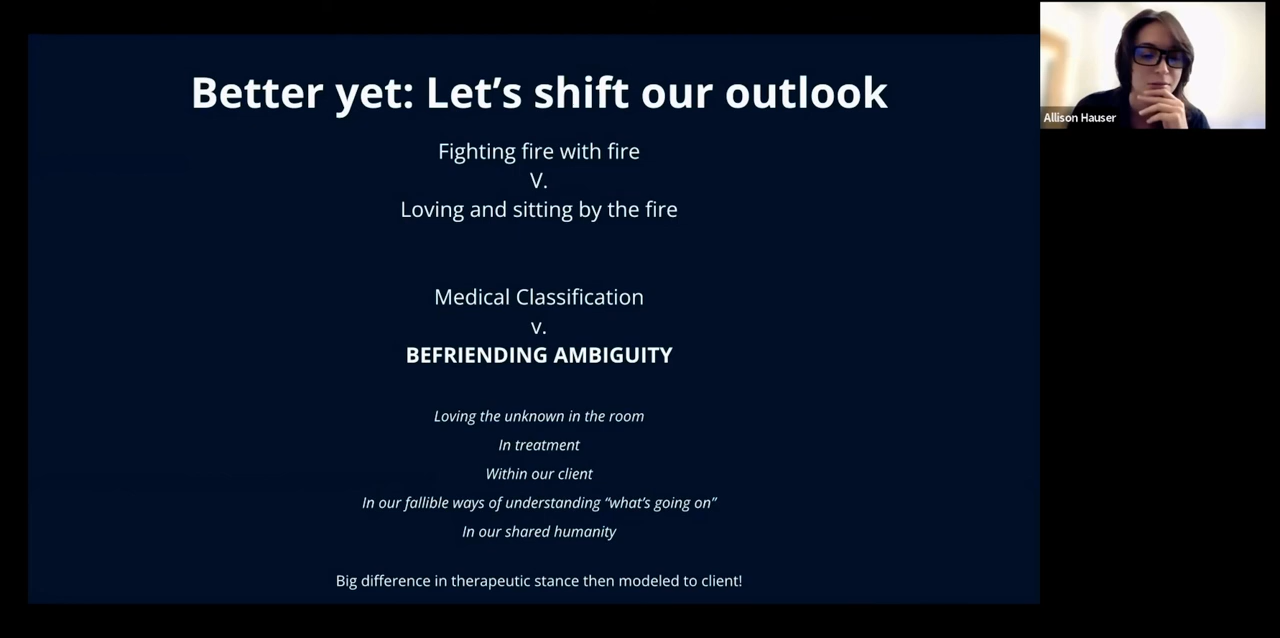 Better yet: Let’s shift our outlook
Fighting fire with fire
V.
Loving and sitting by the fire
Medical Classification
v.
BEFRIENDING AMBIGUITY
Loving the unknown in the room
In treatment
Within our client
In our fallible ways of understanding “what’s going on”
In our shared humanity
Big difference in therapeutic stance then modeled to client!
Allison Hauser